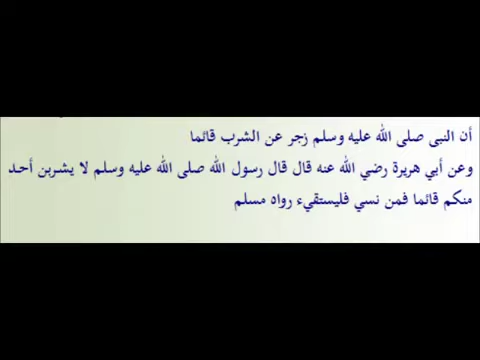 أن النبى صلى الله عليه وسلم زجر عن الشرب قائما
وعن أبي هريرة رضي الله عنه قال قال رسول الله صلى الله عليه وسلم لا يشربن أحد
منكم قائما فمن نسي فليستقيء رواه مسلم